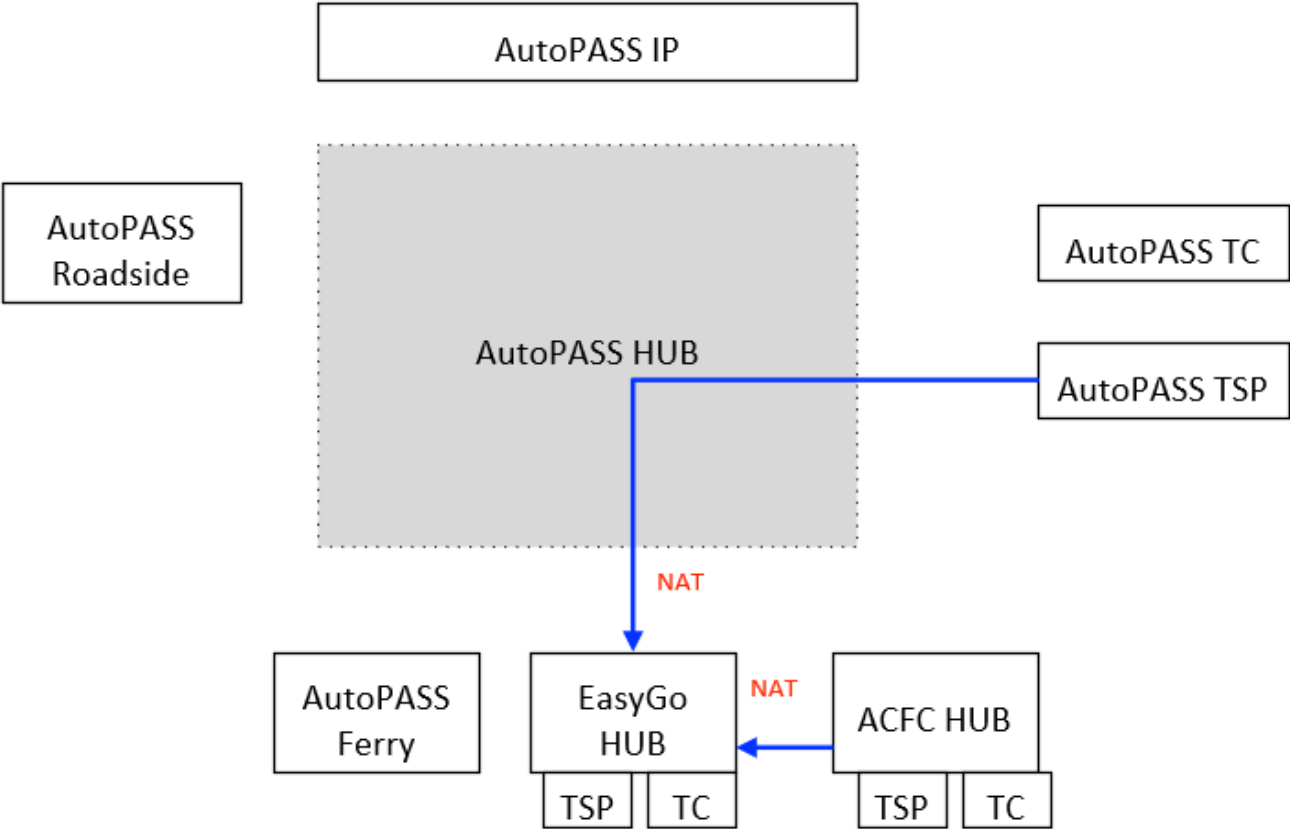 AutoPASS IP
AutoPASS
Roadside
AutoPASS TC
AutoPASS HUB
AutoPASS TSP
NAT
AutoPASS
Ferry
EasyGo
HUB
NAT
ACFC HUB
TSP
TC
TSP
TC